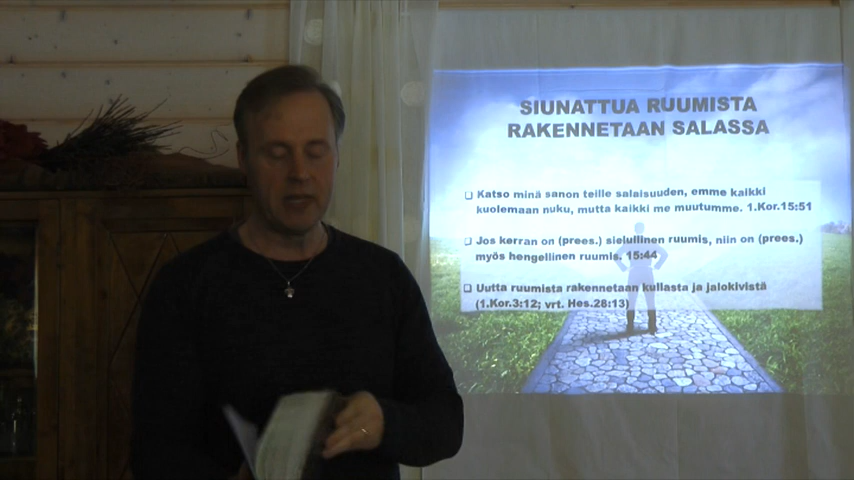 SIUNATTUA RUUMISTA
RAKENNETAAN SALASSA
❑ Katso minä sanon teille salaisuuden, emme kaikki
kuolemaan nuku, mutta kaikki me muutumme. 1.Kor.15:51
❑ Jos kerran on (prees.) sielullinen ruumis, niin on (prees.)
myös hengellinen ruumis. 15:44
❑ Uutta ruumista rakennetaan kullasta ja jalokivistä
(1.Kor.3:12; vrt. Hes.28:13)